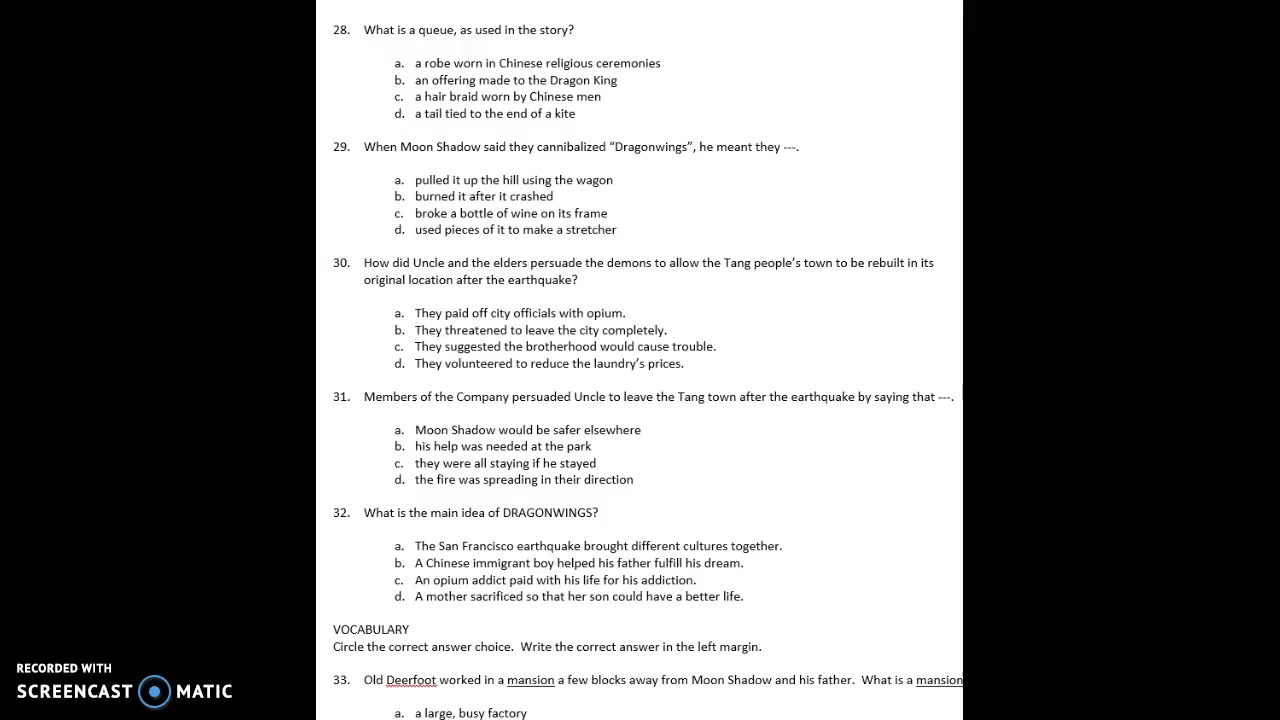 28. What is a queue, as used in the story?
a. a robe worn in Chinese religious ceremonies
b. an offering made to the Dragon King
c. a hair braid worn by Chinese men
d. a tail tied to the end of a kite
29. When Moon Shadow said they cannibalized “Dragonwings”, he meant they ---.
a. pulled it up the hill using the wagon
b. burned it after it crashed
c. broke a bottle of wine on its frame
d. used pieces of it to make a stretcher
30. How did Uncle and the elders persuade the demons to allow the Tang people’s town to be rebuilt in its
original location after the earthquake?
a. They paid off city officials with opium.
b. They threatened to leave the city completely.
c. They suggested the brotherhood would cause trouble.
d. They volunteered to reduce the laundry’s prices.
31. Members of the Company persuaded Uncle to leave the Tang town after the earthquake by saying that ---.
a. Moon Shadow would be safer elsewhere
b. his help was needed at the park
c. they were all staying if he stayed
d. the fire was spreading in their direction
32. What is the main idea of DRAGONWINGS?
a. The San Francisco earthquake brought different cultures together.
b. A Chinese immigrant boy helped his father fulfill his dream.
c. An opium addict paid with his life for his addiction.
d. A mother sacrificed so that her son could have a better life.
VOCABULARY
Circle the correct answer choice. Write the correct answer in the left margin.
33. Old Deerfoot worked in a mansion a few blocks away from Moon Shadow and his father. What is a mansion
a. a large, busy factory
RECORDED WITH
SCREENCAST MATIC